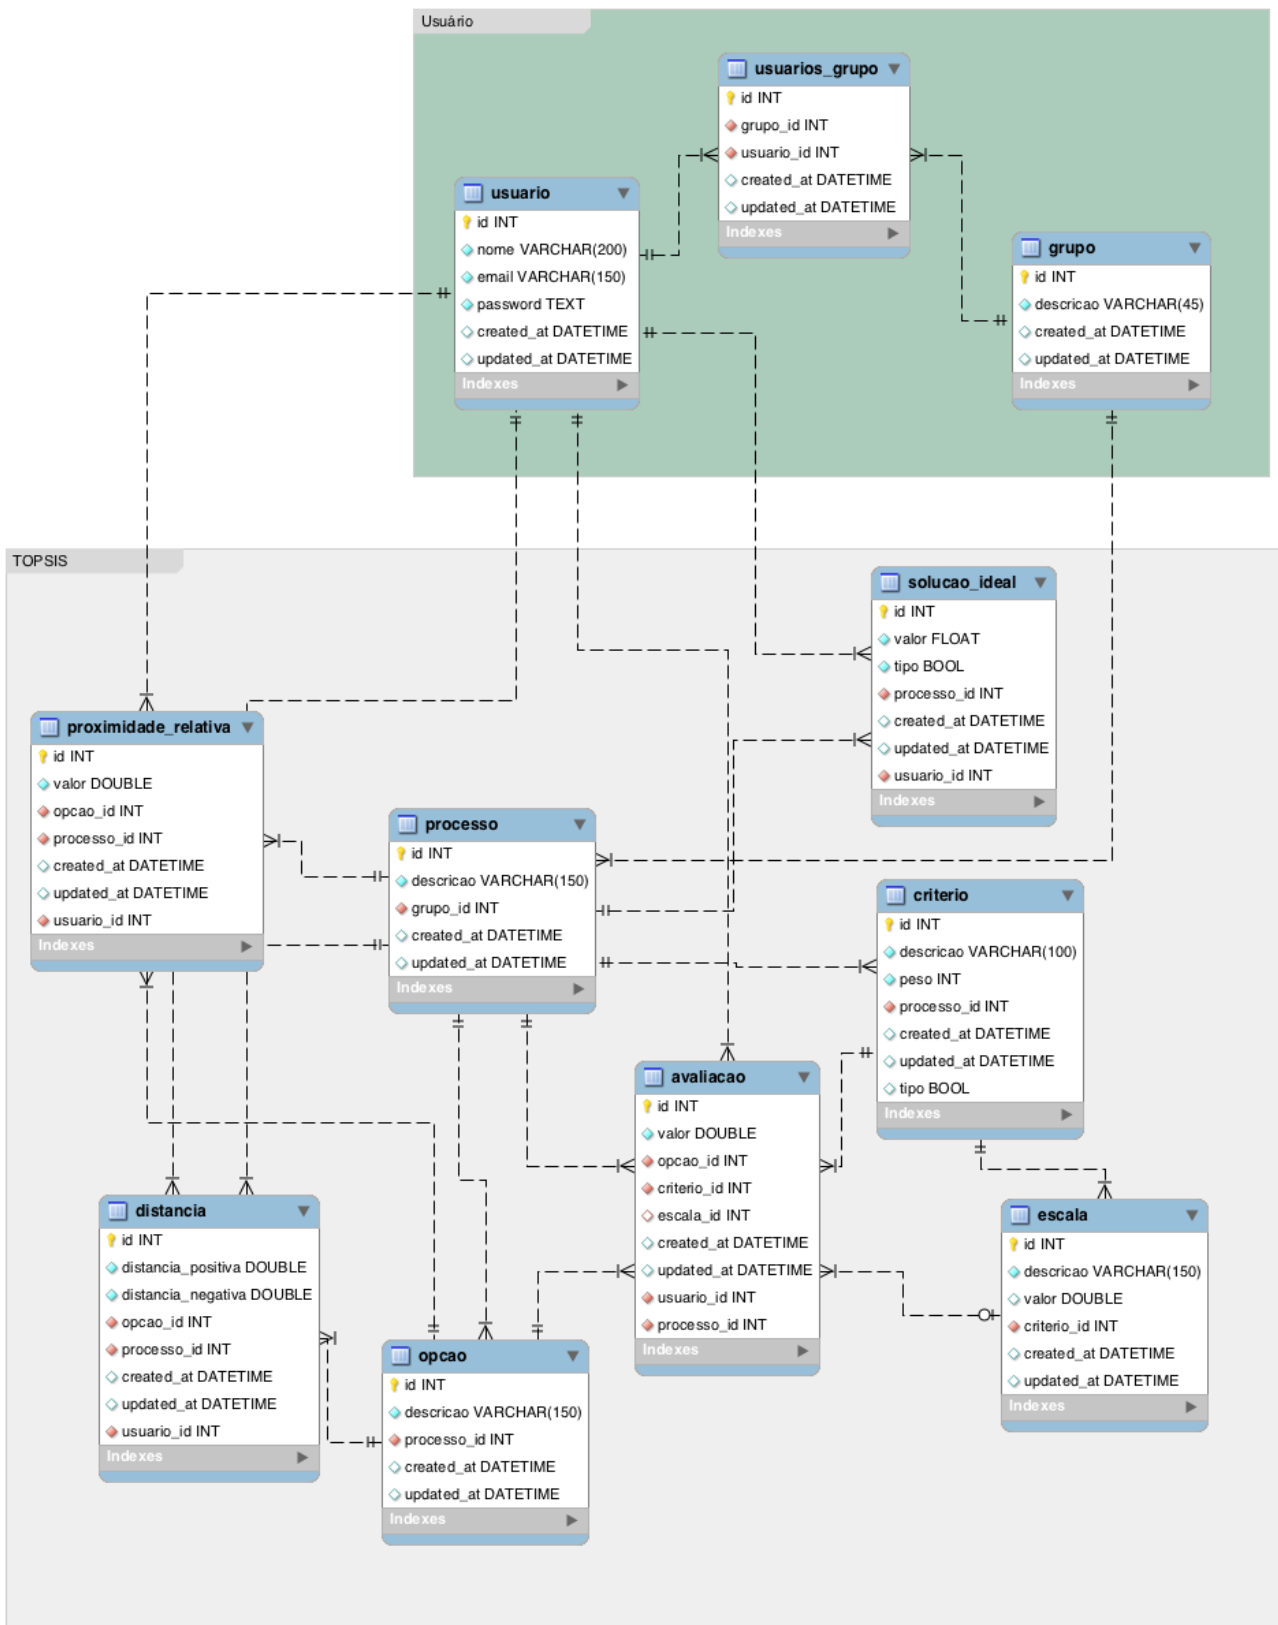 Usuário
usuarios_grupo
id INT
grupo_id INT
usuario_id INT
created_at DATETIME
updated_at DATETIME
Indexes
usuario
id INT
nome VARCHAR(200)
email VARCHAR(150)
password TEXT
created_at DATETIME
updated_at DATETIME
Indexes
grupo
id INT
descricao VARCHAR(45)
created_at DATETIME
updated_at DATETIME
Indexes
TOPSIS
solucao_ideal
id INT
valor FLOAT
tipo BOOL
processo_id INT
created_at DATETIME
updated_at DATETIME
usuario_id INT
Indexes
proximidade_relativa
id INT
valor DOUBLE
opcao_id INT
processo_id INT
created_at DATETIME
updated_at DATETIME
usuario_id INT
Indexes
processo
id INT
descricao VARCHAR(150)
grupo_id INT
created_at DATETIME
updated_at DATETIME
Indexes
criterio
id INT
descricao VARCHAR(100)
peso INT
processo_id INT
created_at DATETIME
updated_at DATETIME
tipo BOOL
Indexes
avaliacao
id INT
valor DOUBLE
opcao_id INT
criterio_id INT
escala_id INT
created_at DATETIME
updated_at DATETIME
usuario_id INT
processo_id INT
Indexes
distancia
id INT
distancia_positiva DOUBLE
distancia_negativa DOUBLE
opcao_id INT
processo_id INT
created_at DATETIME
updated_at DATETIME
usuario_id INT
Indexes
escala
id INT
descricao VARCHAR(150)
valor DOUBLE
criterio_id INT
created_at DATETIME
updated_at DATETIME
Indexes
opcao
id INT
descricao VARCHAR(150)
processo_id INT
created_at DATETIME
updated_at DATETIME
Indexes